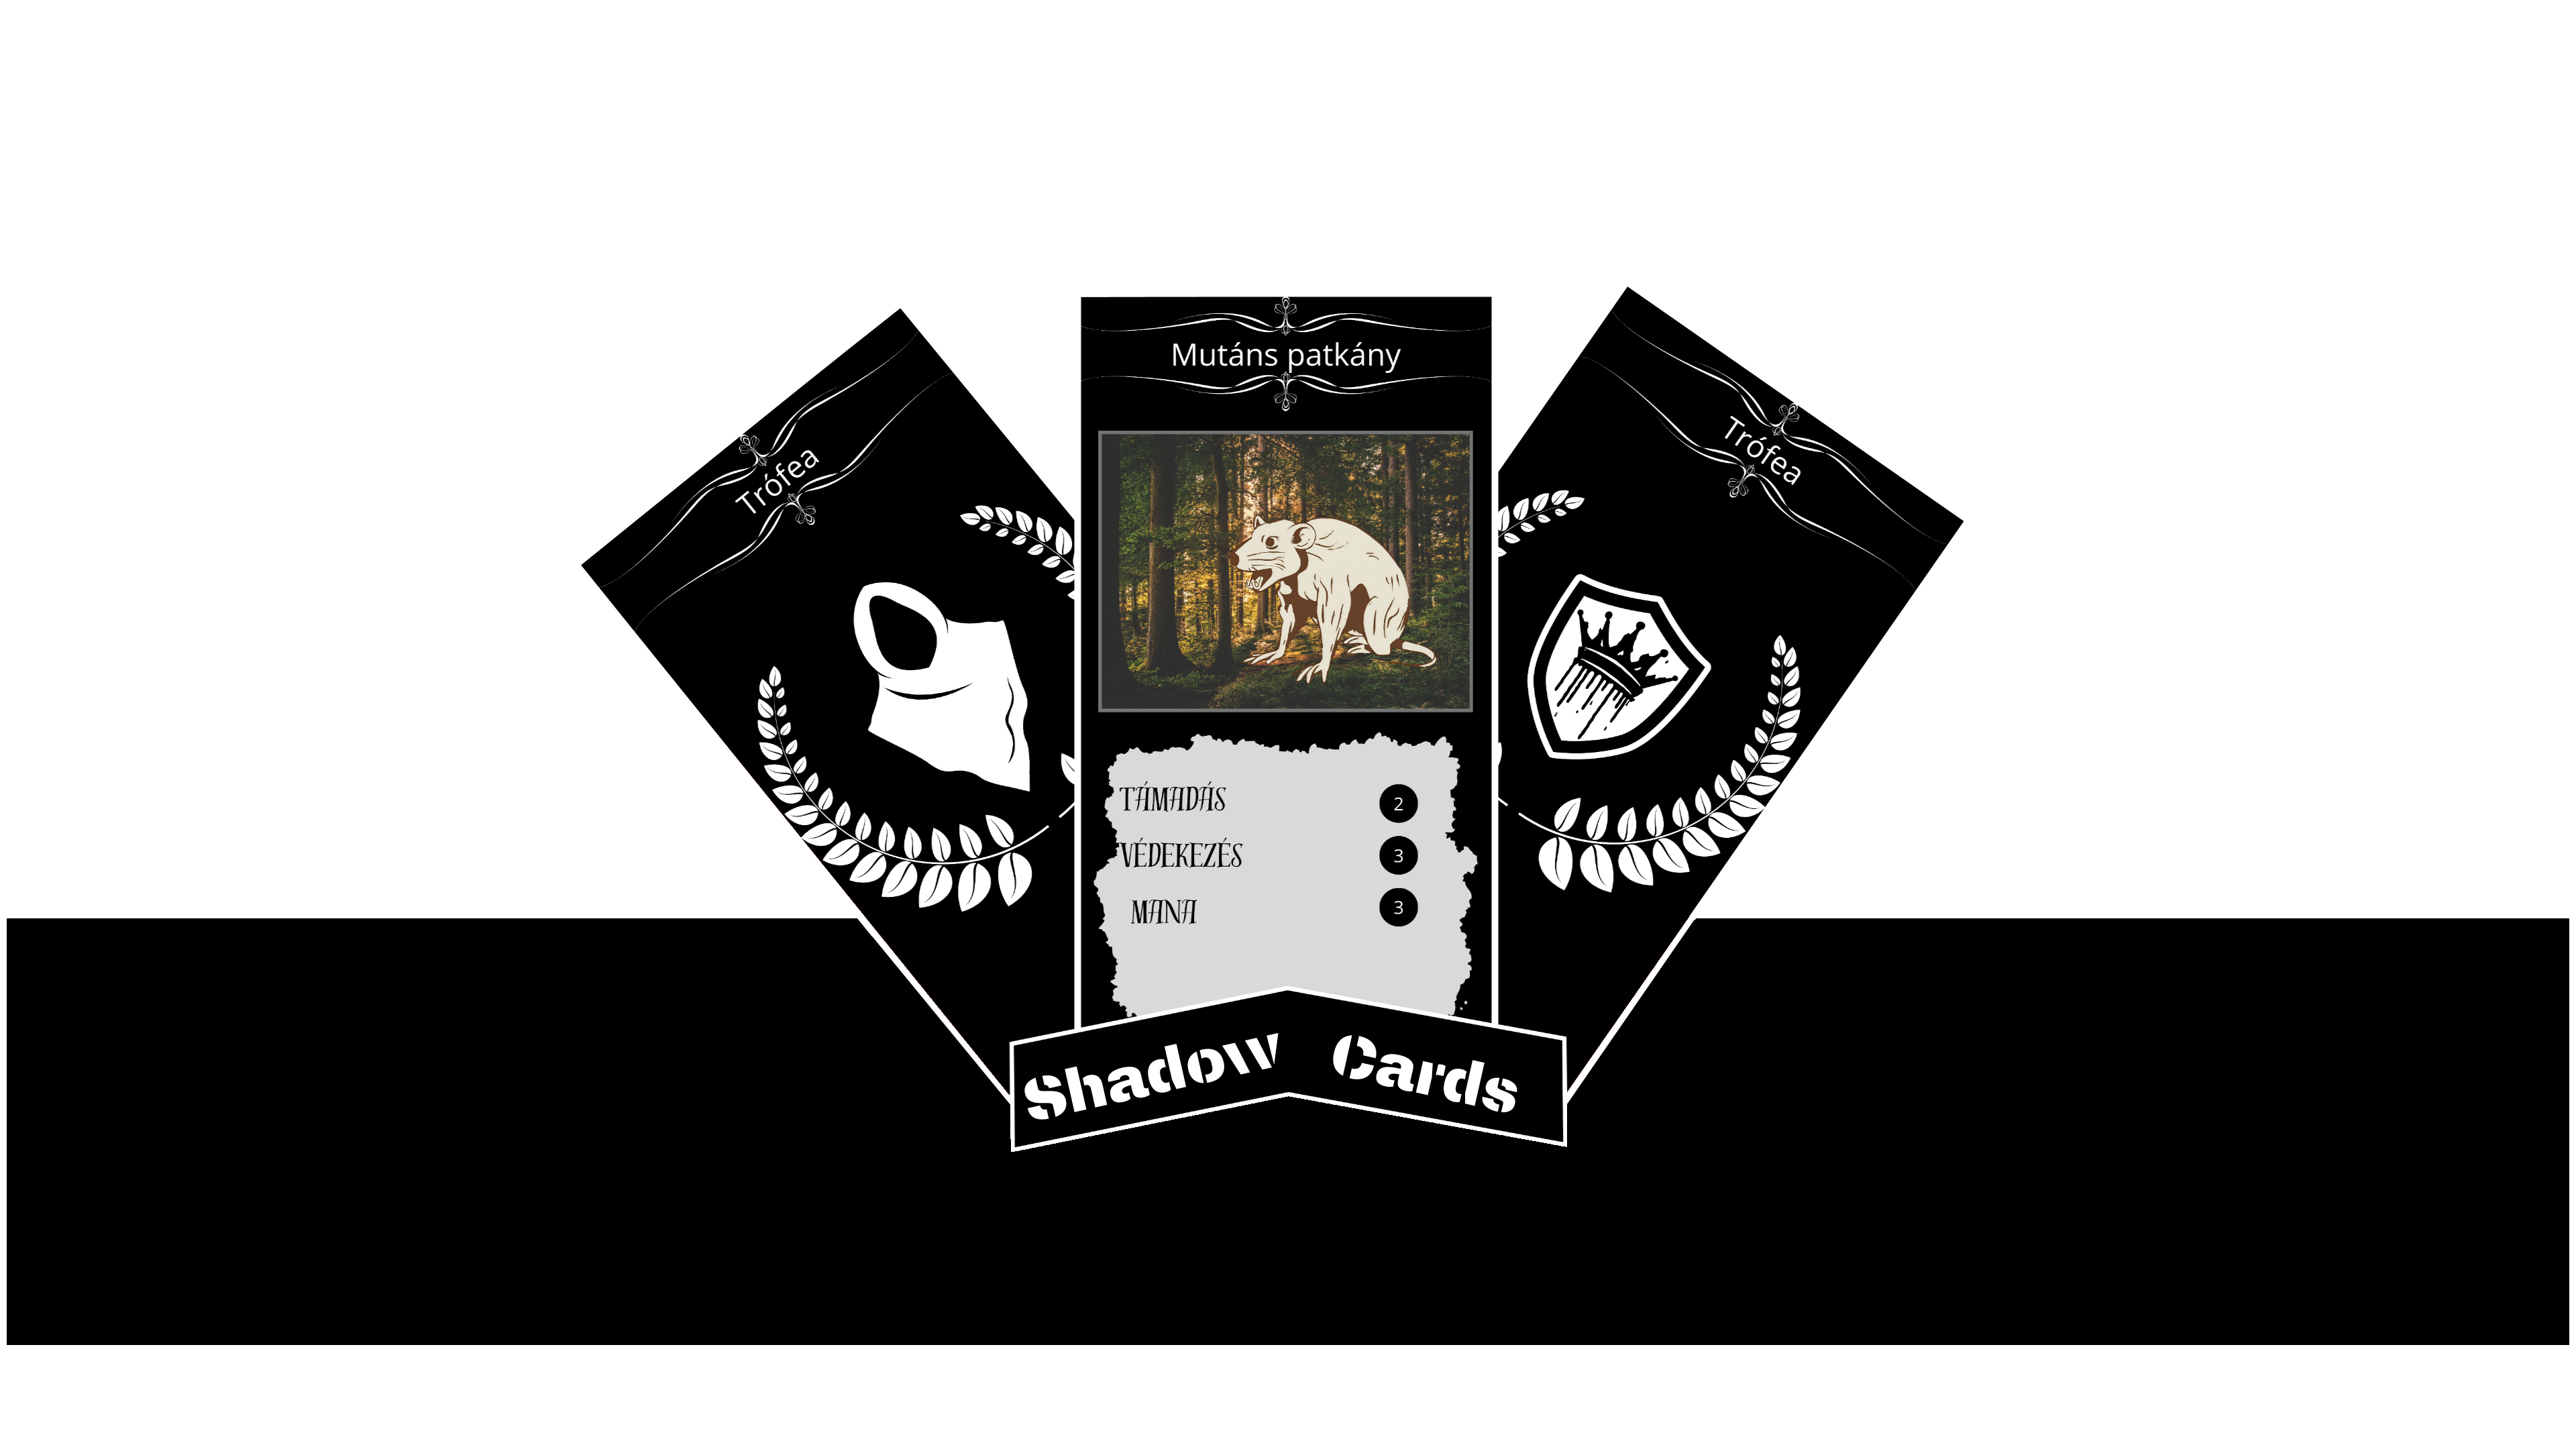 Trófea
Mutáns patkány
Trófea
TÁMADÁS 2
VÉDEKEZÉS 3
MANA 3
Shadow Cards